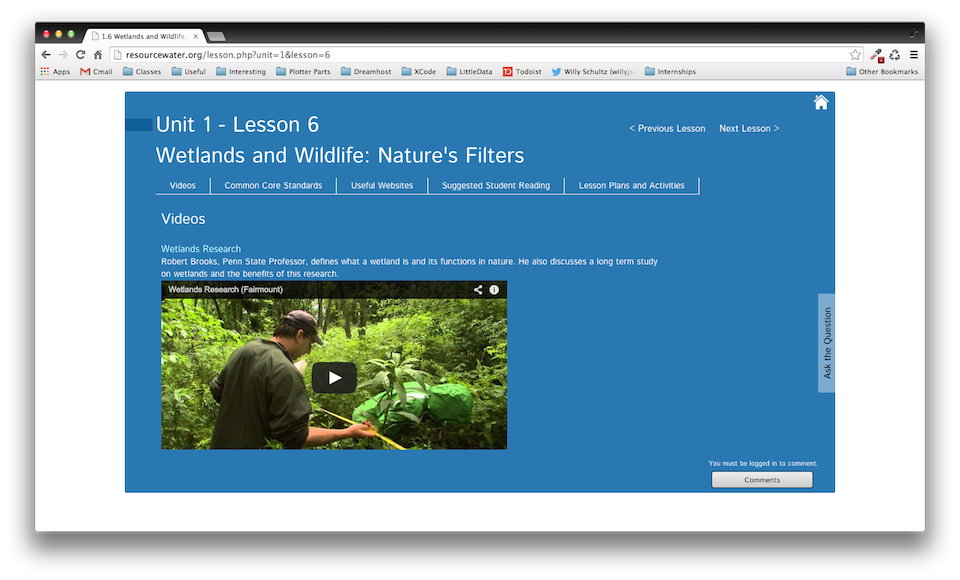 1.6 Wetlands and Wildlife:
resourcewater.org/lesson.php?unit=1&lesson=6
Apps Gmail Classes Useful Interesting Plotter Parts Dreamhost XCode LittleData Todoist Willy Schultz (willyjs Internships Other Bookmarks
Unit 1 - Lesson 6
< Previous Lesson Next Lesson >
Wetlands and Wildlife: Nature's Filters
Videos Common Core Standards Useful Websites Suggested Student Reading Lesson Plans and Activities
Videos
Wetlands Research
Robert Brooks, Penn State Professor, defines what a wetland is and its functions in nature. He also discusses a long term study
on wetlands and the benefits of this research.
Wetlands Research (Fairmount)
Ask the Question
You must be logged in to comment.
Comments